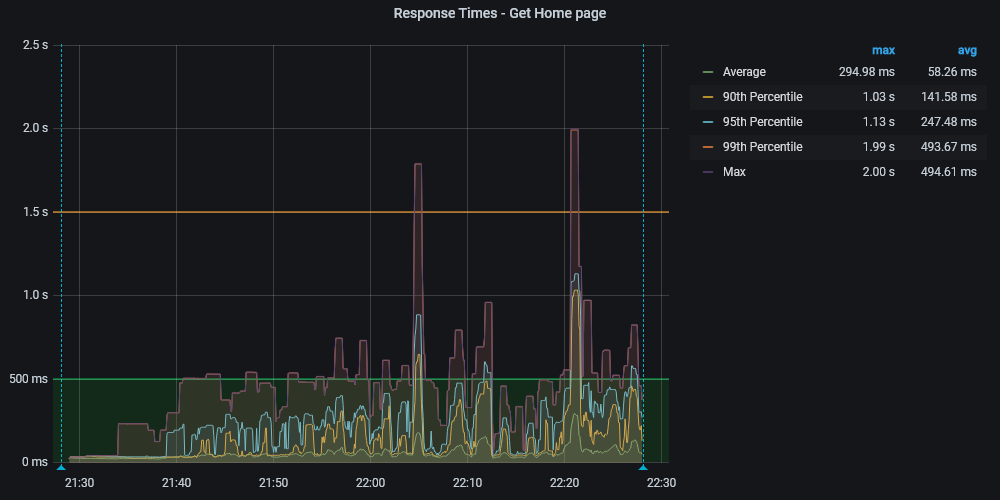 Response Times - Get Home page
2.5 s
2.0 s
1.5 s
1.0 s
500 ms
0 ms
21:30 21:40 21:50 22:00 22:10 22:20 22:30
max avg
Average 294.98 ms 58.26 ms
90th Percentile 1.03 s 141.58 ms
95th Percentile 1.13 s 247.48 ms
99th Percentile 1.99 s 493.67 ms
Max 2.00 s 494.61 ms